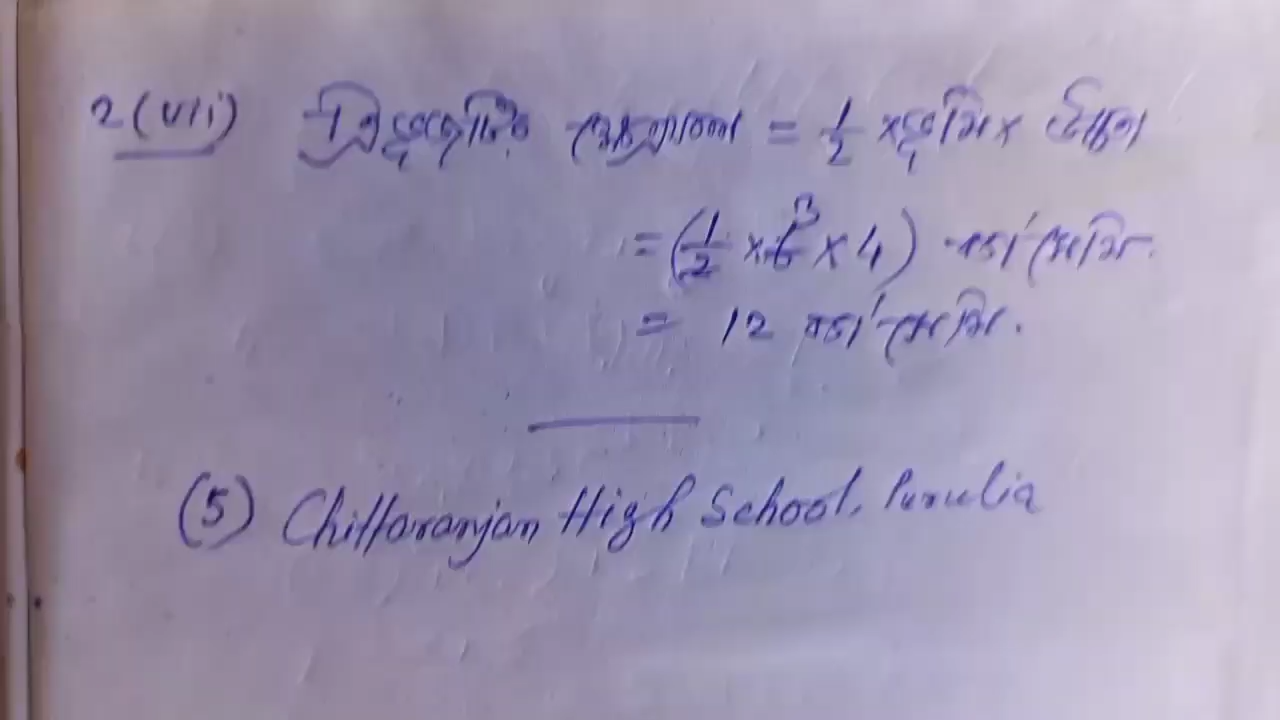 2(vii) ত্রিভুজটির ক্ষেত্রফল = 1/2 × ভূমি × উচ্চতা
= (1/2 × 6 3 × 4) বর্গ সেমি.
= 12 বর্গ সেমি.
(5) Chittaranjan High School, Purulia